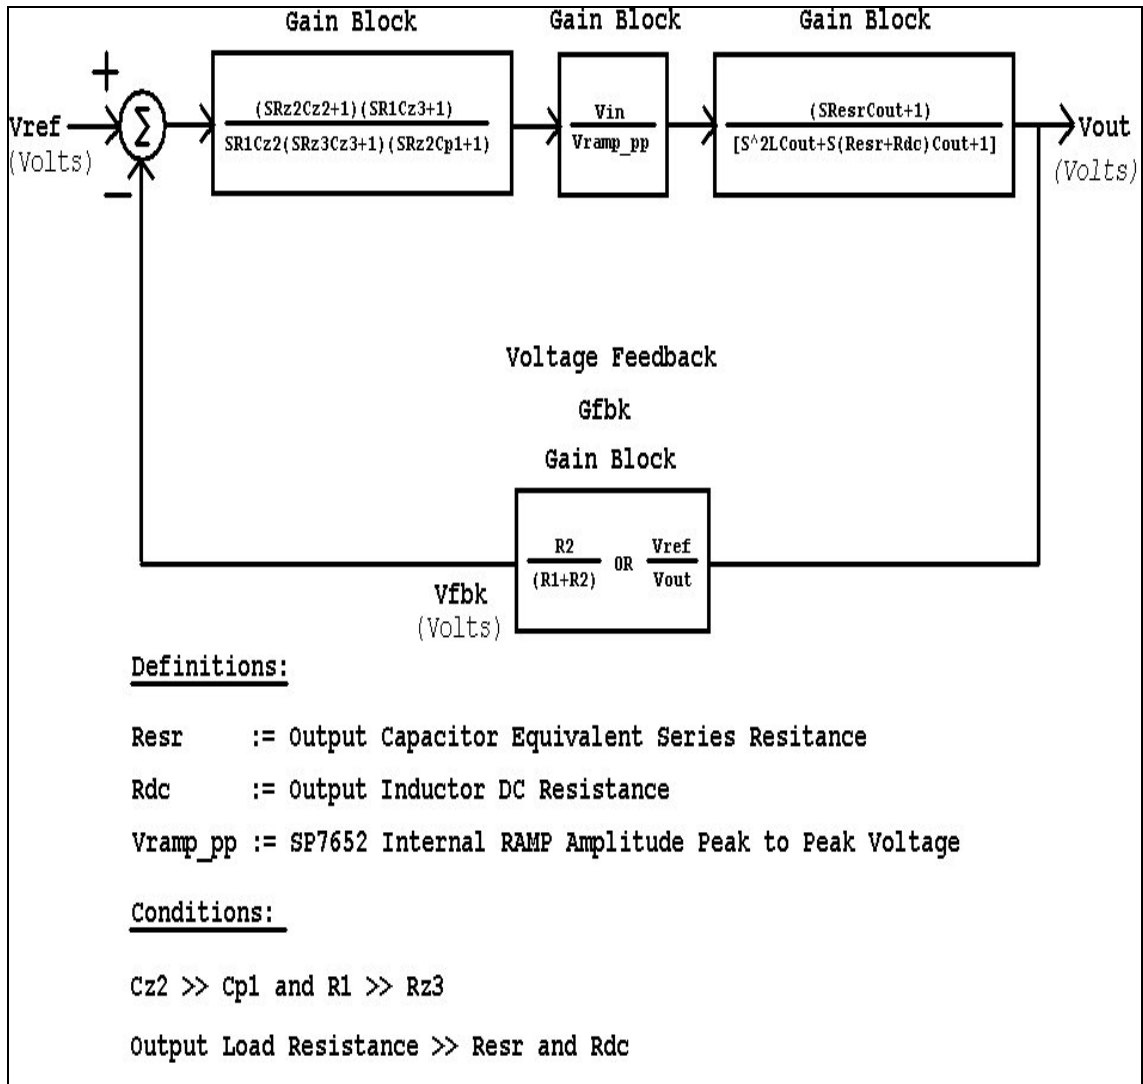 Gain Block Gain Block Gain Block
+
(SRz2Cz2+1)(SR1Cz3+1)
SR1Cz2(SRz3Cz3+1)(SRz2Cp1+1)
Vin
Vramp_pp
(SResrCout+1)
[S^2LCout+S(Resr+Rdc)Cout+1]
Vref
(Volts)
Σ
−
Vout
(Volts)
Voltage Feedback
Gfbk
Gain Block
R2
(R1+R2)
OR
Vref
Vout
Vfbk
(Volts)
Definitions:
Resr := Output Capacitor Equivalent Series Resitance
Rdc := Output Inductor DC Resistance
Vramp_pp := SP7652 Internal RAMP Amplitude Peak to Peak Voltage
Conditions:
Cz2 >> Cp1 and R1 >> Rz3
Output Load Resistance >> Resr and Rdc